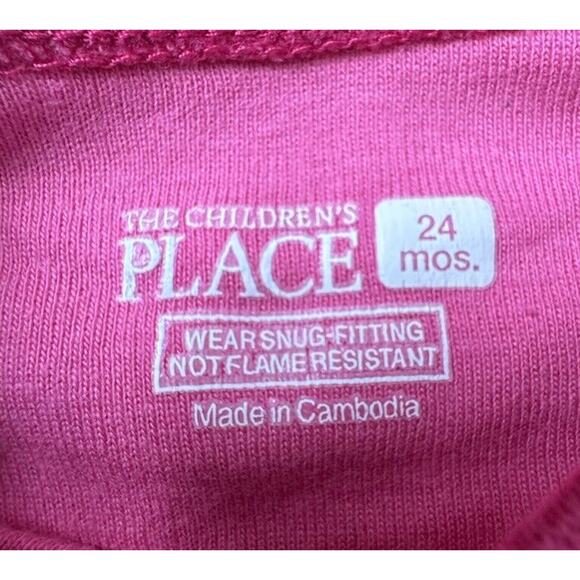 THE CHILDREN'S
PLACE
24
mos.
WEAR SNUG-FITTING
NOT FLAME RESISTANT
Made in Cambodia